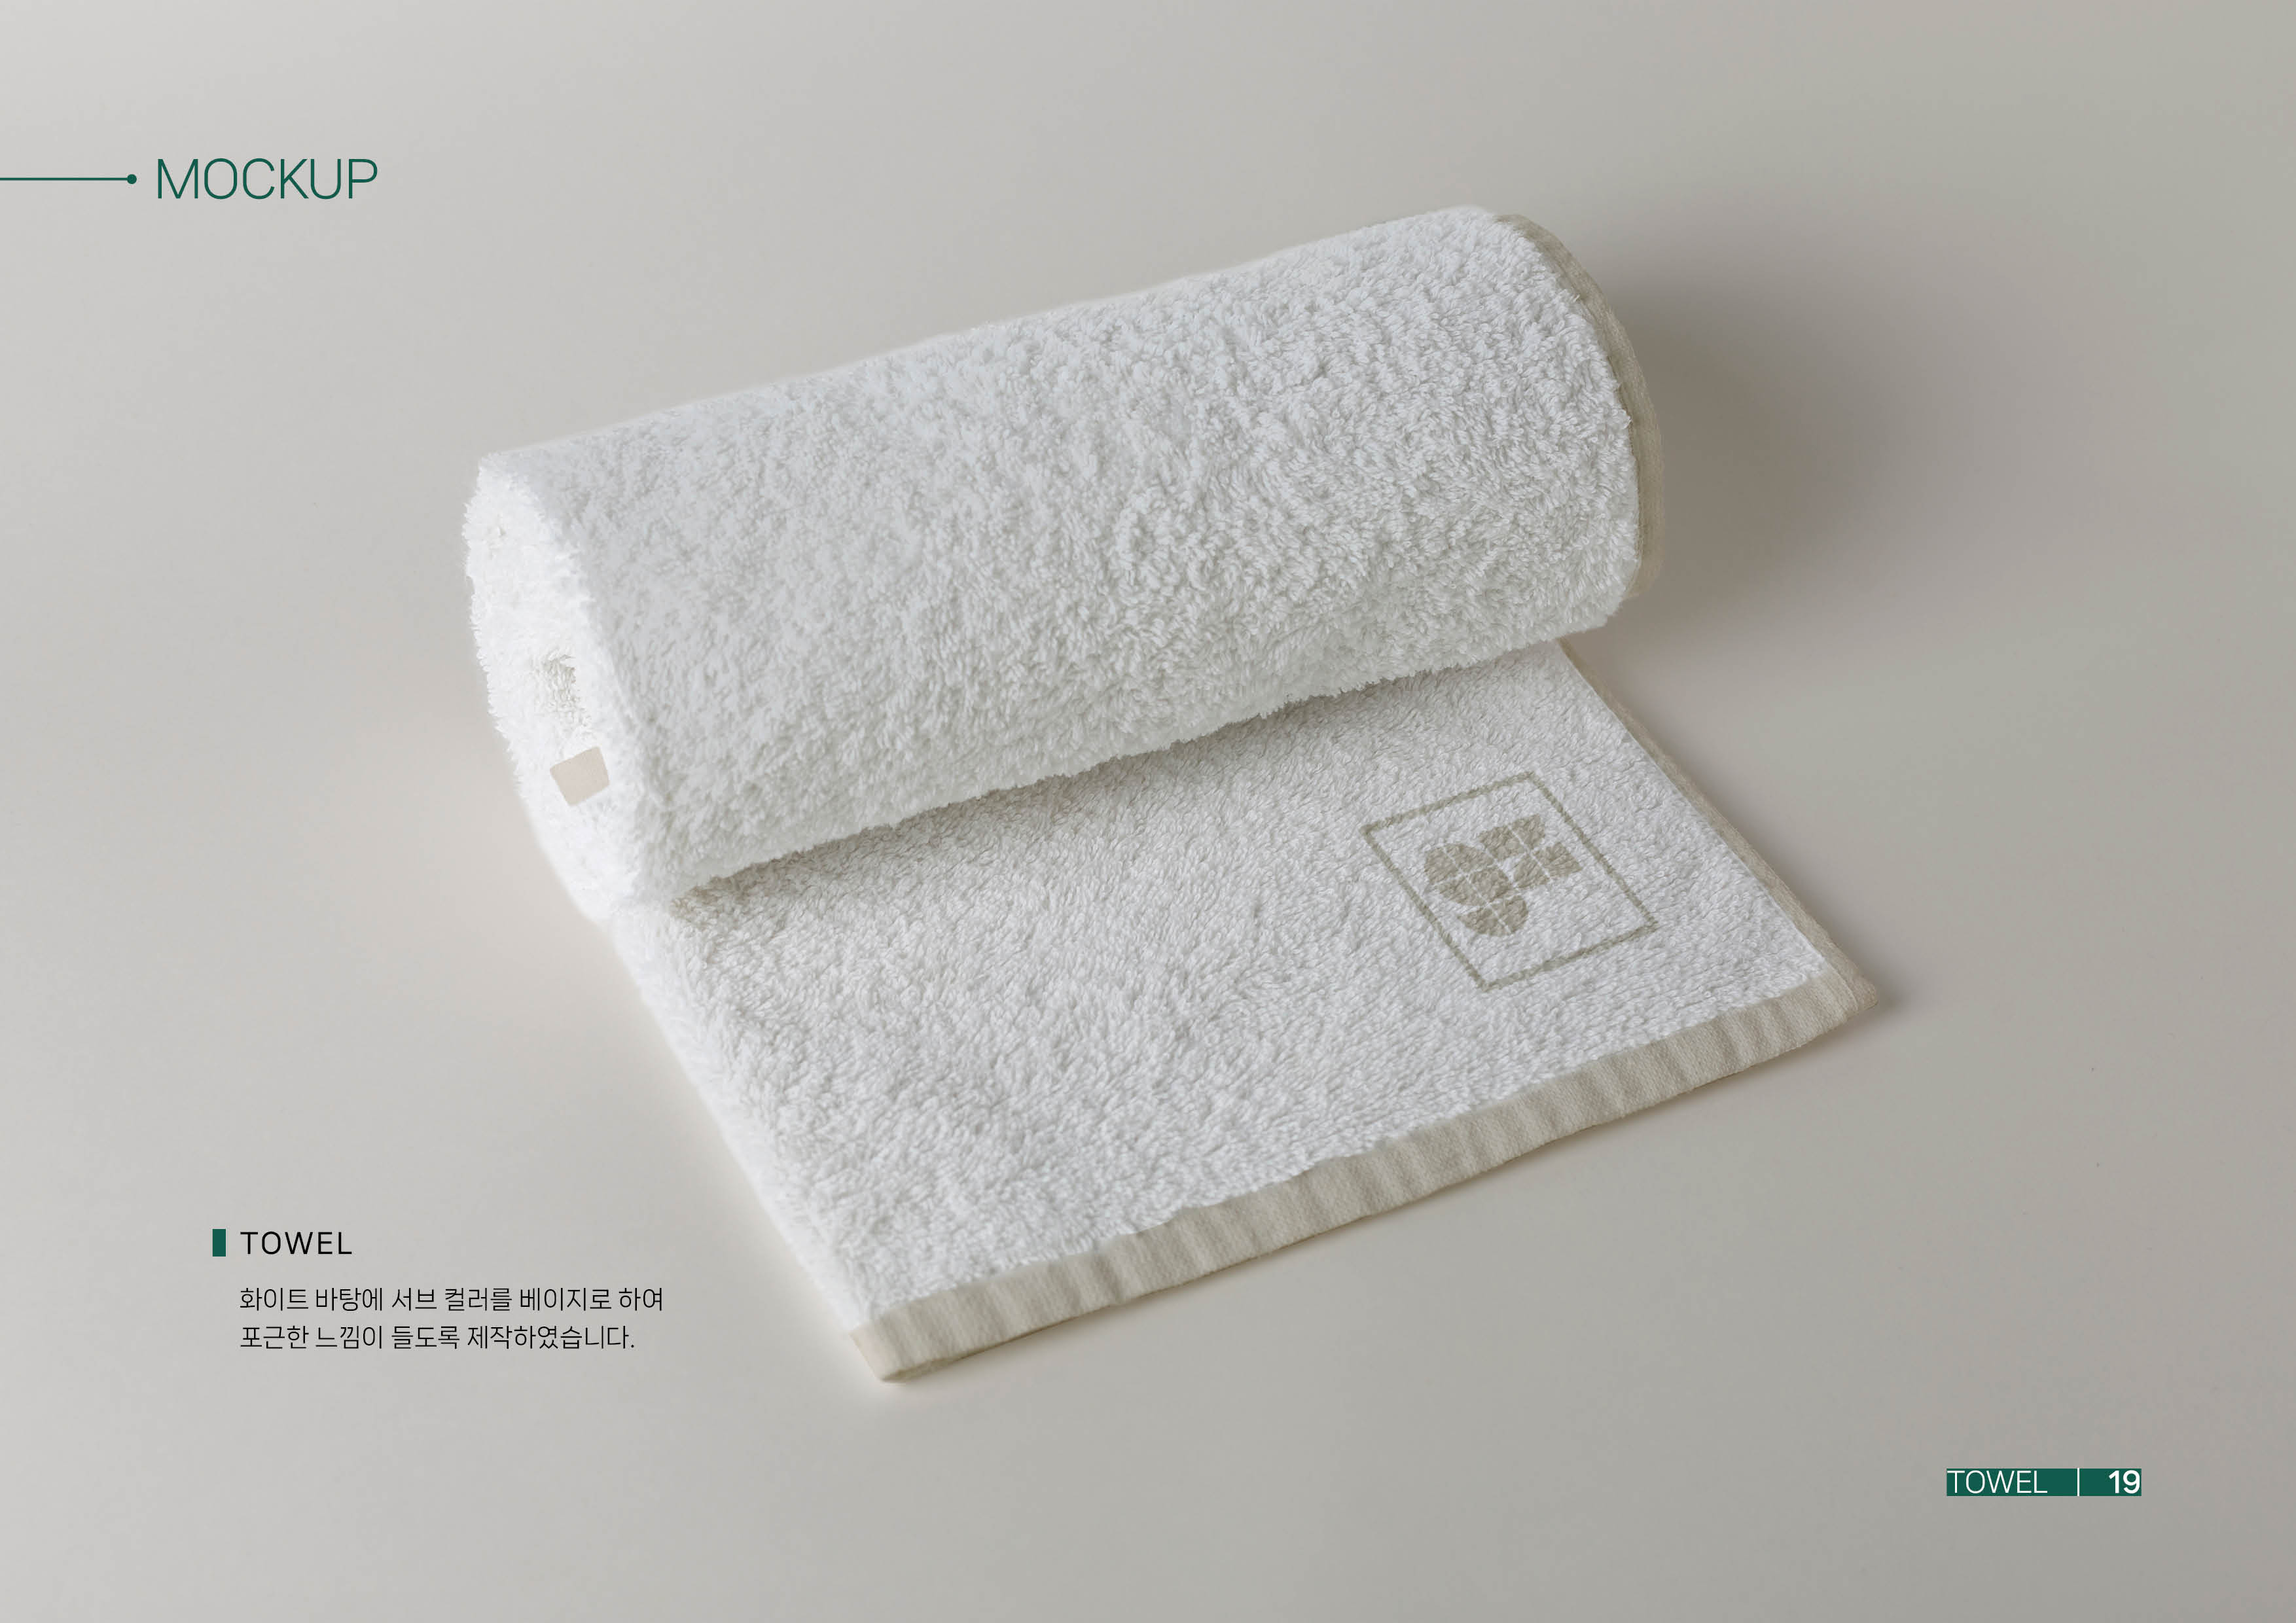 MOCKUP
TOWEL
화이트 바탕에 서브 컬러를 베이지로 하여
포근한 느낌이 들도록 제작하였습니다.
TOWEL | 19